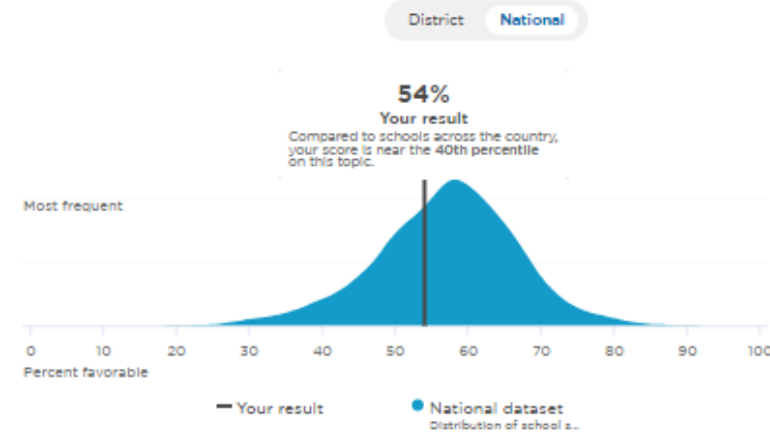 District National
54%
Your result
Compared to schools across the country,
your score is near the 40th percentile
on this topic.
Most frequent
0 10 20 30 40 50 60 70 80 90 100
Percent favorable
Your result National dataset
Distribution of school s...